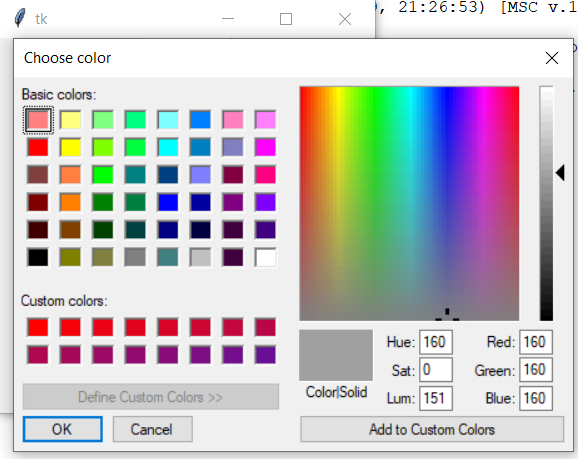 tk
, 21:26:53) [MSC v.1
Choose color
Basic colors:
Custom colors:
Define Custom Colors >>
OK
Cancel
Color|Solid
Hue: 160
Sat: 0
Lum: 151
Red: 160
Green: 160
Blue: 160
Add to Custom Colors